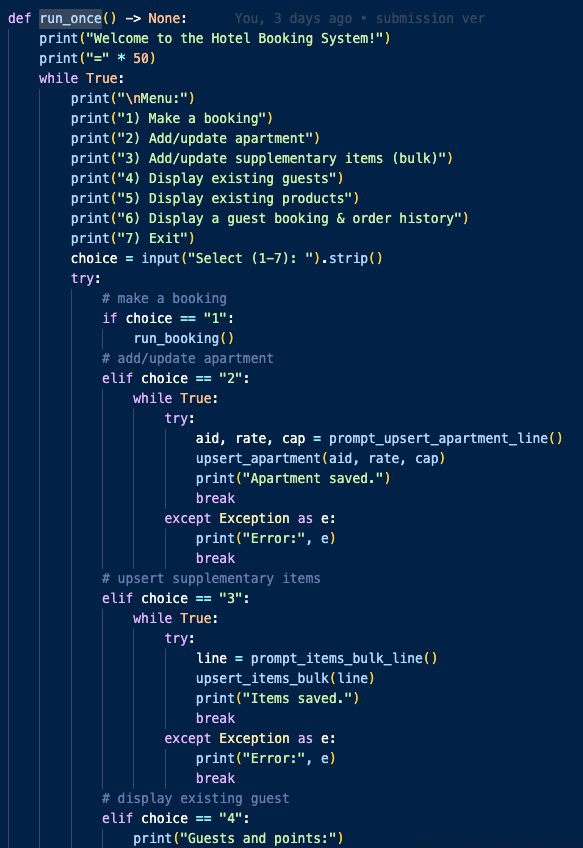 def run_once() -> None:     You, 3 days ago • submission ver
    print("Welcome to the Hotel Booking System!")
    print("=" * 50)
    while True:
        print("\nMenu:")
        print("1) Make a booking")
        print("2) Add/update apartment")
        print("3) Add/update supplementary items (bulk)")
        print("4) Display existing guests")
        print("5) Display existing products")
        print("6) Display a guest booking & order history")
        print("7) Exit")
        choice = input("Select (1-7): ").strip()
        try:
            # make a booking
            if choice == "1":
                run_booking()
            # add/update apartment
            elif choice == "2":
                while True:
                    try:
                        aid, rate, cap = prompt_upsert_apartment_line()
                        upsert_apartment(aid, rate, cap)
                        print("Apartment saved.")
                        break
                    except Exception as e:
                        print("Error:", e)
                        break
            # upsert supplementary items
            elif choice == "3":
                while True:
                    try:
                        line = prompt_items_bulk_line()
                        upsert_items_bulk(line)
                        print("Items saved.")
                        break
                    except Exception as e:
                        print("Error:", e)
                        break
            # display existing guest
            elif choice == "4":
                print("Guests and points:")